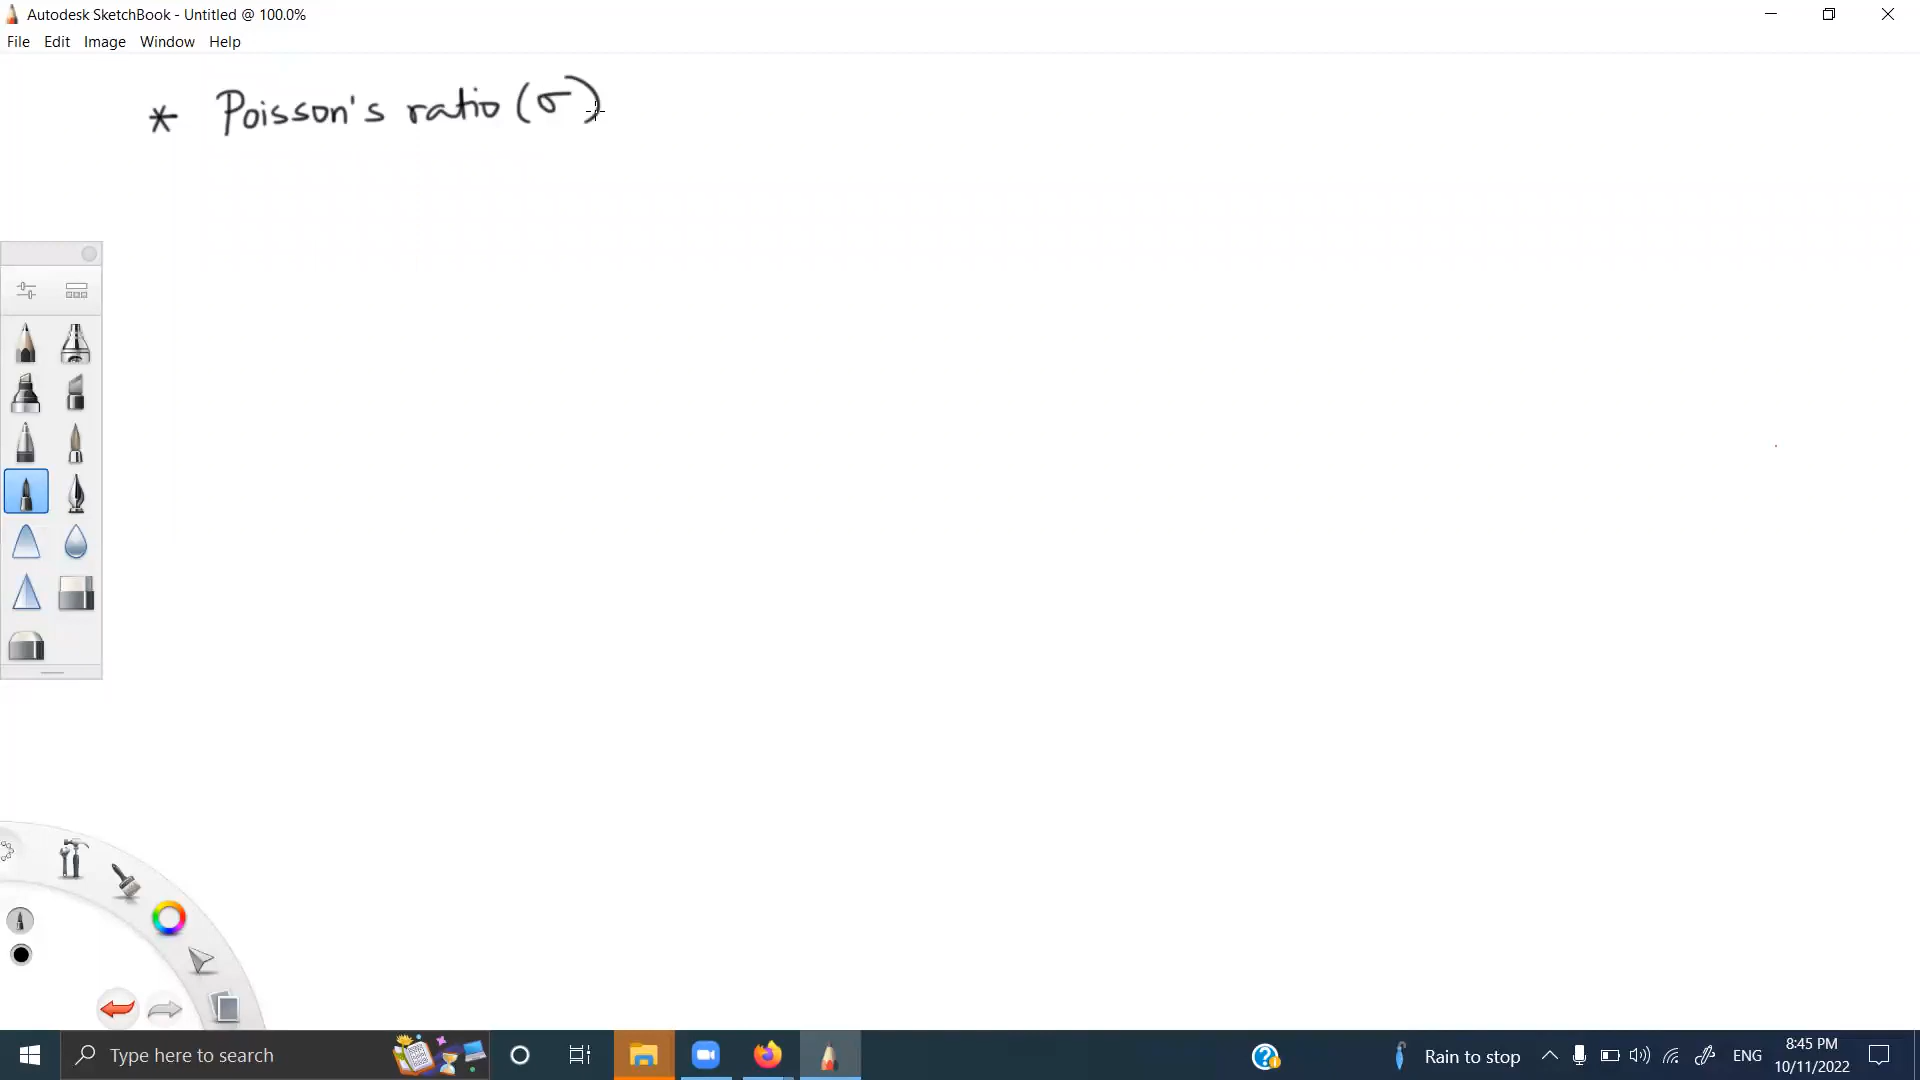 Autodesk SketchBook - Untitled @ 100.0%
File Edit Image Window Help
* Poisson's ratio (σ)
Type here to search
Rain to stop
ENG
8:45 PM
10/11/2022